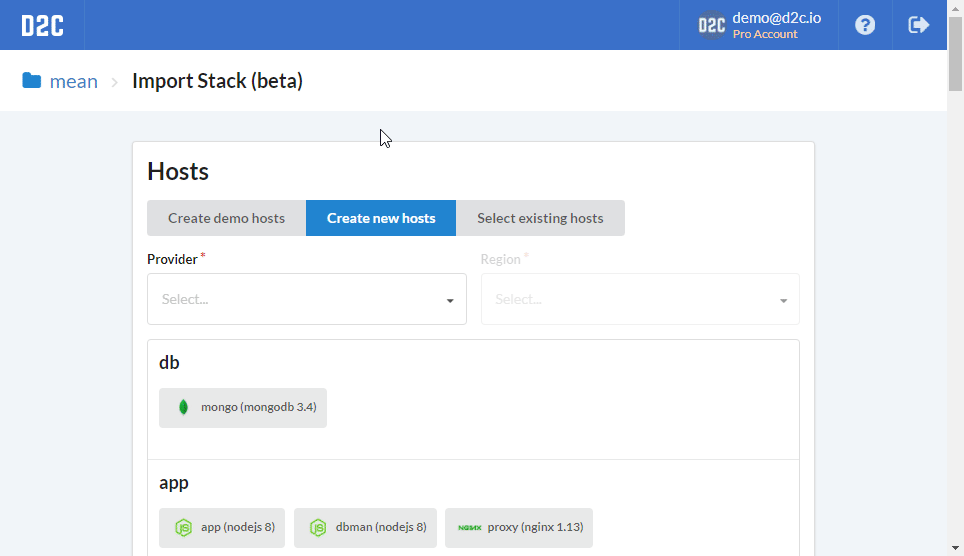 D2C
D2C demo@d2c.io
Pro Account
?
mean > Import Stack (beta)
Hosts
Create demo hosts Create new hosts Select existing hosts
Provider * Region *
Select... Select...
db
mongo (mongodb 3.4)
app
JS app (nodejs 8) JS dbman (nodejs 8) NGINX proxy (nginx 1.13)